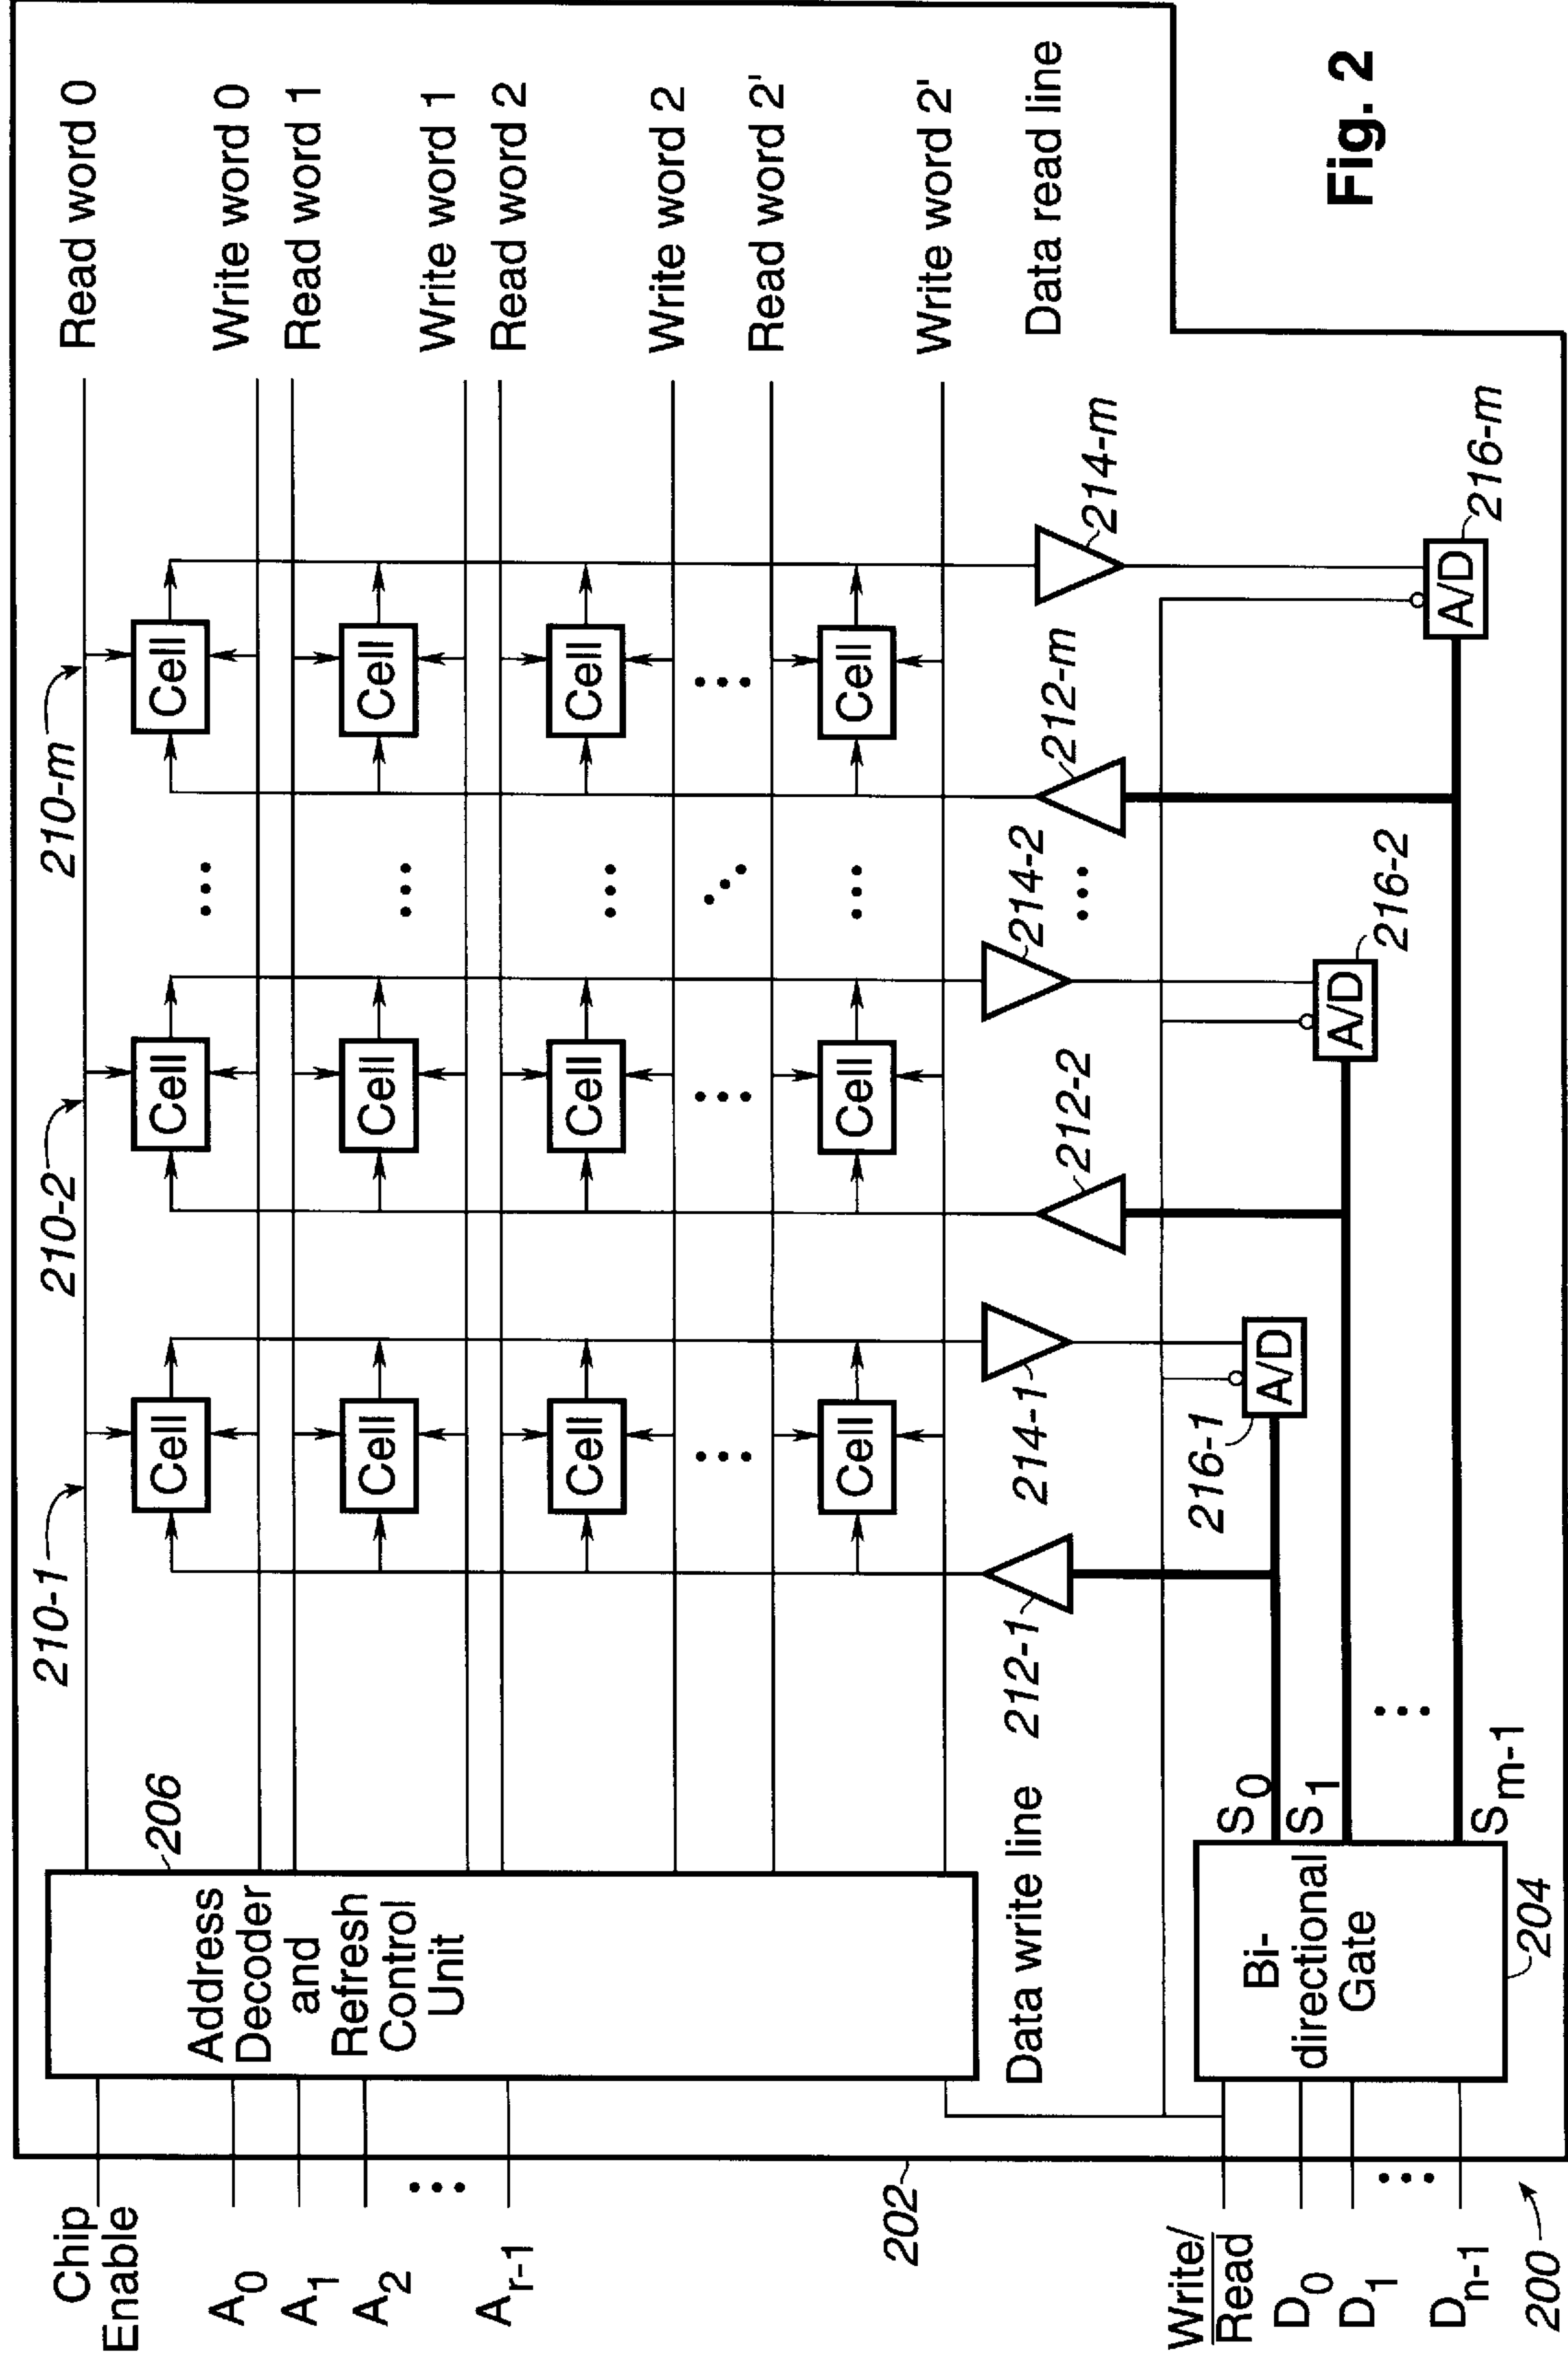 210-1
210-2
210-m
Read word 0
Chip
Enable
206
Cell
Cell
Cell
Write word 0
A0
Address
Decoder
and
Refresh
Control
Unit
Read word 1
A1
Cell
Cell
Cell
A2
Write word 1
Read word 2
Ar-1
Cell
Cell
Cell
Write word 2
Read word 2'
Cell
Cell
Cell
Write word 2'
202
Data write line
212-1
214-1
212-2
214-2
212-m
214-m
Data read line
Write/
Read
216-1
A/D
S0
D0
Bi-
directional
Gate
S1
A/D
216-2
D1
A/D
216-m
Dn-1
Sm-1
204
200
Fig. 2